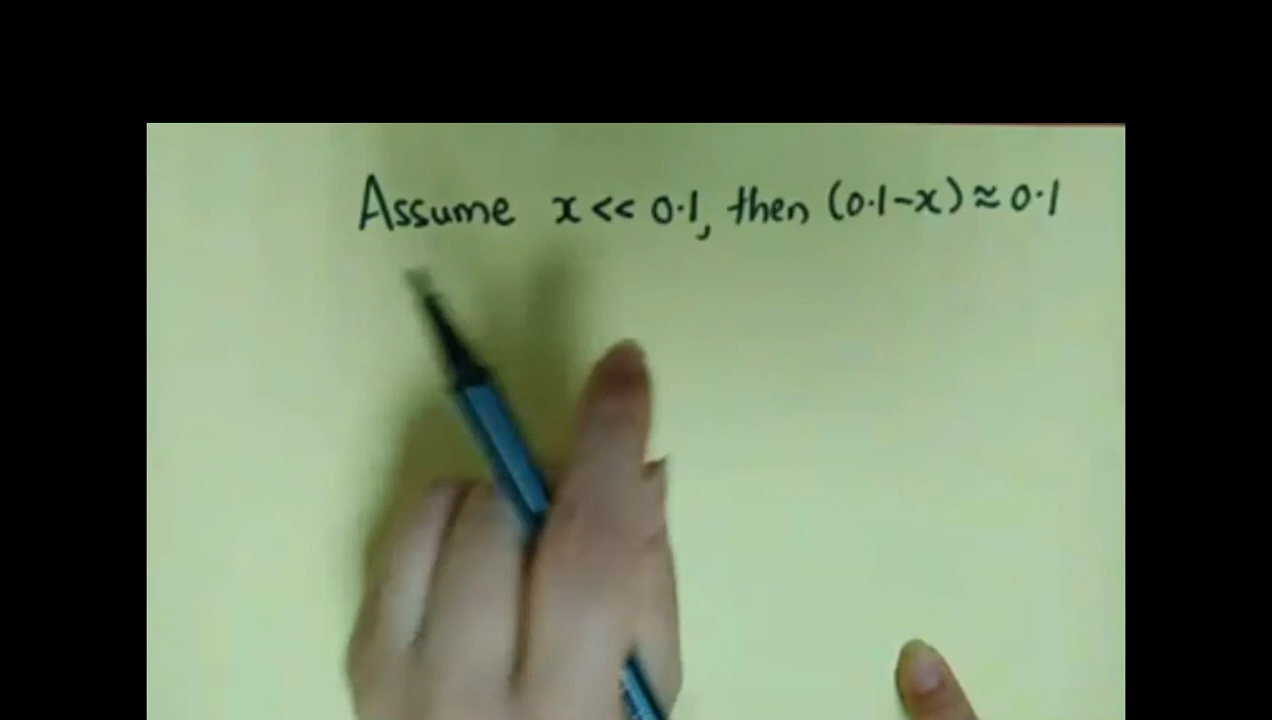 Assume x << 0.1, then (0.1-x) ≈ 0.1